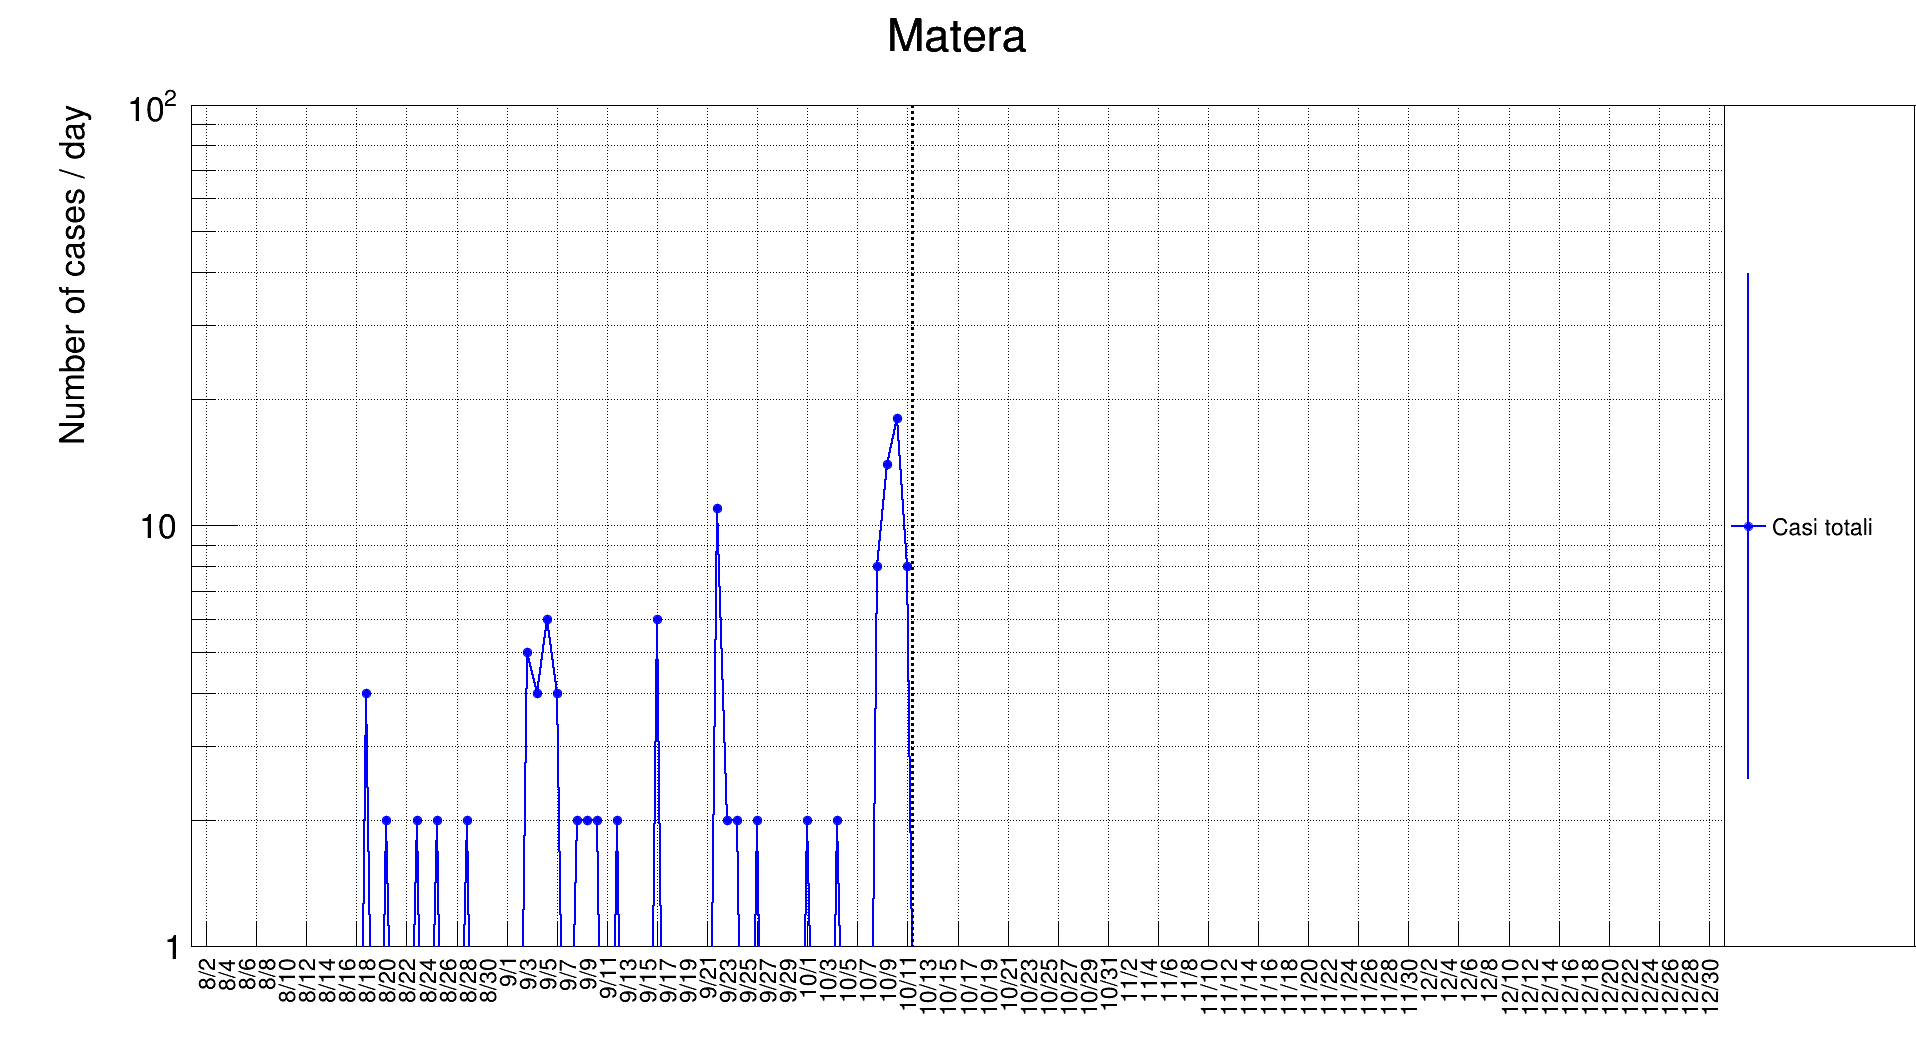 Matera
Number of cases / day
10²
10
1
8/2 8/4 8/6 8/8 8/10 8/12 8/14 8/16 8/18 8/20 8/22 8/24 8/26 8/28 8/30 9/1 9/3 9/5 9/7 9/9 9/11 9/13 9/15 9/17 9/19 9/21 9/23 9/25 9/27 9/29 10/1 10/3 10/5 10/7 10/9 10/11 10/13 10/15 10/17 10/19 10/21 10/23 10/25 10/27 10/29 10/31 11/2 11/4 11/6 11/8 11/10 11/12 11/14 11/16 11/18 11/20 11/22 11/24 11/26 11/28 11/30 12/2 12/4 12/6 12/8 12/10 12/12 12/14 12/16 12/18 12/20 12/22 12/24 12/26 12/28 12/30
Casi totali